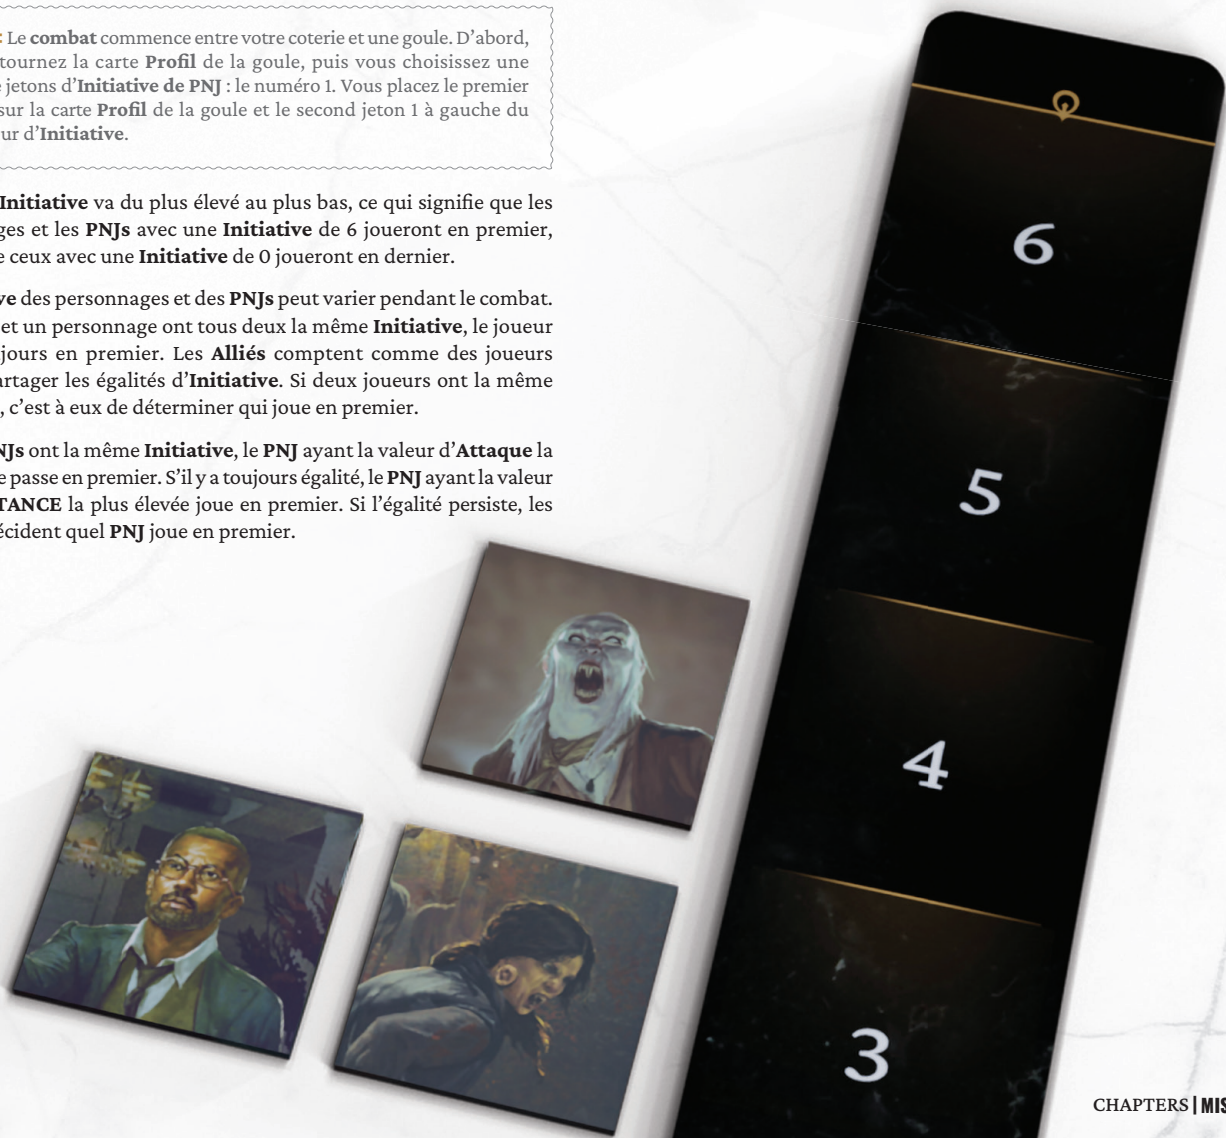 : Le combat commence entre votre coterie et une goule. D’abord,
tournez la carte Profil de la goule, puis vous choisissez une
jetons d’Initiative de PNJ : le numéro 1. Vous placez le premier
sur la carte Profil de la goule et le second jeton 1 à gauche du
ur d’Initiative.
Initiative va du plus élevé au plus bas, ce qui signifie que les
ges et les PNJs avec une Initiative de 6 joueront en premier,
e ceux avec une Initiative de 0 joueront en dernier.
ve des personnages et des PNJs peut varier pendant le combat.
et un personnage ont tous deux la même Initiative, le joueur
jours en premier. Les Alliés comptent comme des joueurs
artager les égalités d’Initiative. Si deux joueurs ont la même
, c’est à eux de déterminer qui joue en premier.
NJs ont la même Initiative, le PNJ ayant la valeur d’Attaque la
e passe en premier. S’il y a toujours égalité, le PNJ ayant la valeur
TANCE la plus élevée joue en premier. Si l’égalité persiste, les
écident quel PNJ joue en premier.
6
5
4
3
CHAPTERS | MIS